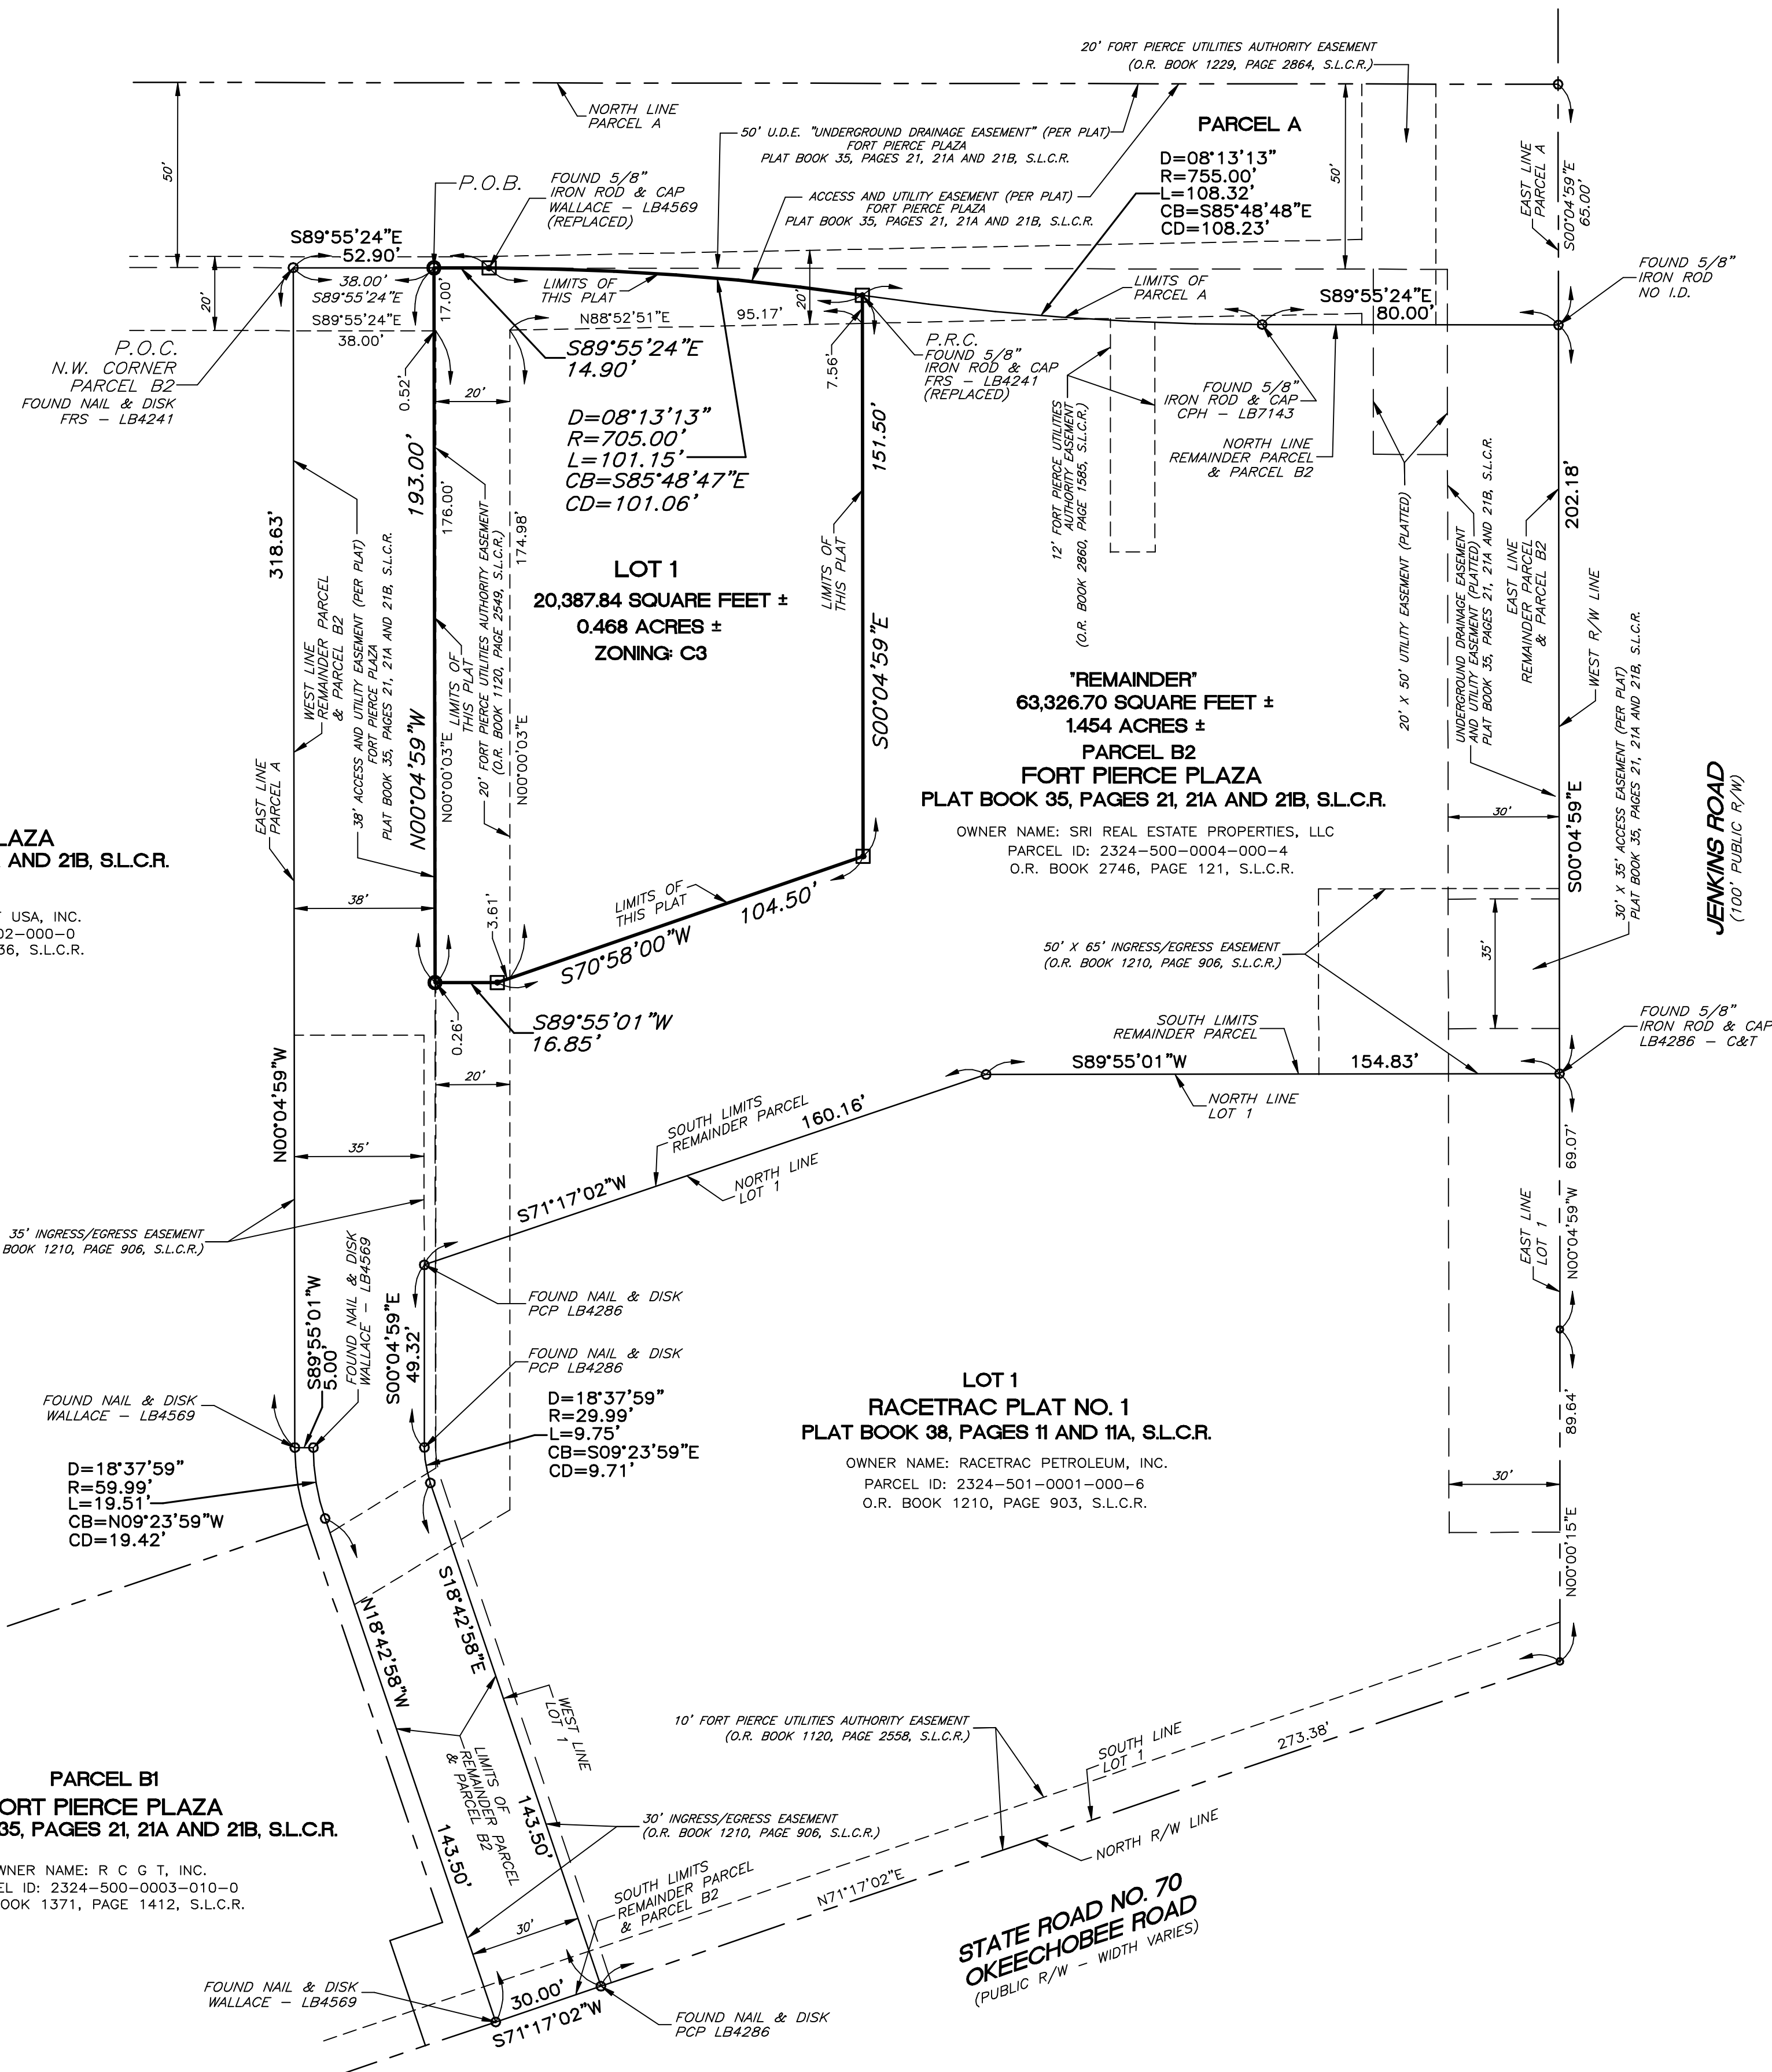 20' FORT PIERCE UTILITIES AUTHORITY EASEMENT
(O.R. BOOK 1229, PAGE 2864, S.L.C.R.)
NORTH LINE
PARCEL A
50'
50' U.D.E. "UNDERGROUND DRAINAGE EASEMENT" (PER PLAT)
FORT PIERCE PLAZA
PLAT BOOK 35, PAGES 21, 21A AND 21B, S.L.C.R.
PARCEL A
D=08°13'13"
R=755.00'
L=108.32'
CB=S85°48'48"E
CD=108.23'
50'
EAST LINE
PARCEL A
S00°04'59"E
65.00'
P.O.B.
FOUND 5/8"
IRON ROD & CAP
WALLACE – LB4569
(REPLACED)
ACCESS AND UTILITY EASEMENT (PER PLAT)
FORT PIERCE PLAZA
PLAT BOOK 35, PAGES 21, 21A AND 21B, S.L.C.R.
S89°55'24"E
52.90'
38.00'
S89°55'24"E
20'
S89°55'24"E
38.00'
17.00'
LIMITS OF
THIS PLAT
20'
LIMITS OF
PARCEL A
S89°55'24"E
80.00'
FOUND 5/8"
IRON ROD
NO I.D.
N88°52'51"E
95.17'
P.O.C.
N.W. CORNER
PARCEL B2
FOUND NAIL & DISK
FRS – LB4241
0.52'
S89°55'24"E
14.90'
7.56'
P.R.C.
FOUND 5/8"
IRON ROD & CAP
FRS – LB4241
(REPLACED)
FOUND 5/8"
IRON ROD & CAP
CPH – LB7143
20'
D=08°13'13"
R=705.00'
L=101.15'
CB=S85°48'47"E
CD=101.06'
151.50'
12' FORT PIERCE UTILITIES
AUTHORITY EASEMENT
(O.R. BOOK 2860, PAGE 1585, S.L.C.R.)
NORTH LINE
REMAINDER PARCEL
& PARCEL B2
318.63'
193.00'
176.00'
174.98'
202.18'
WEST LINE
REMAINDER PARCEL
& PARCEL B2
38' ACCESS AND UTILITY EASEMENT (PER PLAT)
FORT PIERCE PLAZA
PLAT BOOK 35, PAGES 21, 21A AND 21B, S.L.C.R.
N00°04'59"W
N00°00'03"E
LIMITS OF
THIS PLAT
20' FORT PIERCE UTILITIES AUTHORITY EASEMENT
(O.R. BOOK 1120, PAGE 2549, S.L.C.R.)
N00°00'03"E
LOT 1
20,387.84 SQUARE FEET ±
0.468 ACRES ±
ZONING: C3
LIMITS OF
THIS PLAT
S00°04'59"E
20' X 50' UTILITY EASEMENT (PLATTED)
UNDERGROUND DRAINAGE EASEMENT
AND UTILITY EASEMENT (PLATTED)
PLAT BOOK 35, PAGES 21, 21A AND 21B, S.L.C.R.
EAST LINE
REMAINDER PARCEL
& PARCEL B2
WEST R/W LINE
30' X 35' ACCESS EASEMENT (PER PLAT)
PLAT BOOK 35, PAGES 21, 21A AND 21B, S.L.C.R.
"REMAINDER"
63,326.70 SQUARE FEET ±
1.454 ACRES ±
PARCEL B2
FORT PIERCE PLAZA
PLAT BOOK 35, PAGES 21, 21A AND 21B, S.L.C.R.
OWNER NAME: SRI REAL ESTATE PROPERTIES, LLC
PARCEL ID: 2324-500-0004-000-4
O.R. BOOK 2746, PAGE 121, S.L.C.R.
30'
S00°04'59"E
JENKINS ROAD
(100' PUBLIC R/W)
EAST LINE
PARCEL A
LAZA
AND 21B, S.L.C.R.
USA, INC.
02-000-0
36, S.L.C.R.
38'
3.61'
LIMITS OF
THIS PLAT
104.50'
S70°58'00"W
50' X 65' INGRESS/EGRESS EASEMENT
(O.R. BOOK 1210, PAGE 906, S.L.C.R.)
35'
0.26'
S89°55'01"W
16.85'
SOUTH LIMITS
REMAINDER PARCEL
FOUND 5/8"
IRON ROD & CAP
LB4286 – C&T
S89°55'01"W
154.83'
NORTH LINE
LOT 1
20'
N00°04'59"W
SOUTH LIMITS
REMAINDER PARCEL
160.16'
69.07'
35'
NORTH LINE
LOT 1
S71°17'02"W
EAST LINE
LOT 1
N00°04'59"W
35' INGRESS/EGRESS EASEMENT
BOOK 1210, PAGE 906, S.L.C.R.)
S89°55'01"W
5.00'
FOUND NAIL & DISK
WALLACE – LB4569
S00°04'59"E
49.32'
FOUND NAIL & DISK
PCP LB4286
FOUND NAIL & DISK
PCP LB4286
FOUND NAIL & DISK
WALLACE – LB4569
D=18°37'59"
R=29.99'
L=9.75'
CB=S09°23'59"E
CD=9.71'
LOT 1
RACETRAC PLAT NO. 1
PLAT BOOK 38, PAGES 11 AND 11A, S.L.C.R.
OWNER NAME: RACETRAC PETROLEUM, INC.
PARCEL ID: 2324-501-0001-000-6
O.R. BOOK 1210, PAGE 903, S.L.C.R.
89.64'
30'
N00°00'15"E
D=18°37'59"
R=59.99'
L=19.51'
CB=N09°23'59"W
CD=19.42'
N18°42'58"W
S18°42'58"E
WEST LINE
LOT 1
LIMITS OF
REMAINDER PARCEL
& PARCEL B2
10' FORT PIERCE UTILITIES AUTHORITY EASEMENT
(O.R. BOOK 1120, PAGE 2558, S.L.C.R.)
SOUTH LINE
LOT 1
273.38'
PARCEL B1
ORT PIERCE PLAZA
35, PAGES 21, 21A AND 21B, S.L.C.R.
WNER NAME: R C G T, INC.
EL ID: 2324-500-0003-010-0
OOK 1371, PAGE 1412, S.L.C.R.
143.50'
143.50'
30' INGRESS/EGRESS EASEMENT
(O.R. BOOK 1210, PAGE 906, S.L.C.R.)
NORTH R/W LINE
SOUTH LIMITS
REMAINDER PARCEL
& PARCEL B2
N71°17'02"E
30'
STATE ROAD NO. 70
OKEECHOBEE ROAD
(PUBLIC R/W - WIDTH VARIES)
FOUND NAIL & DISK
WALLACE – LB4569
30.00'
S71°17'02"W
FOUND NAIL & DISK
PCP LB4286